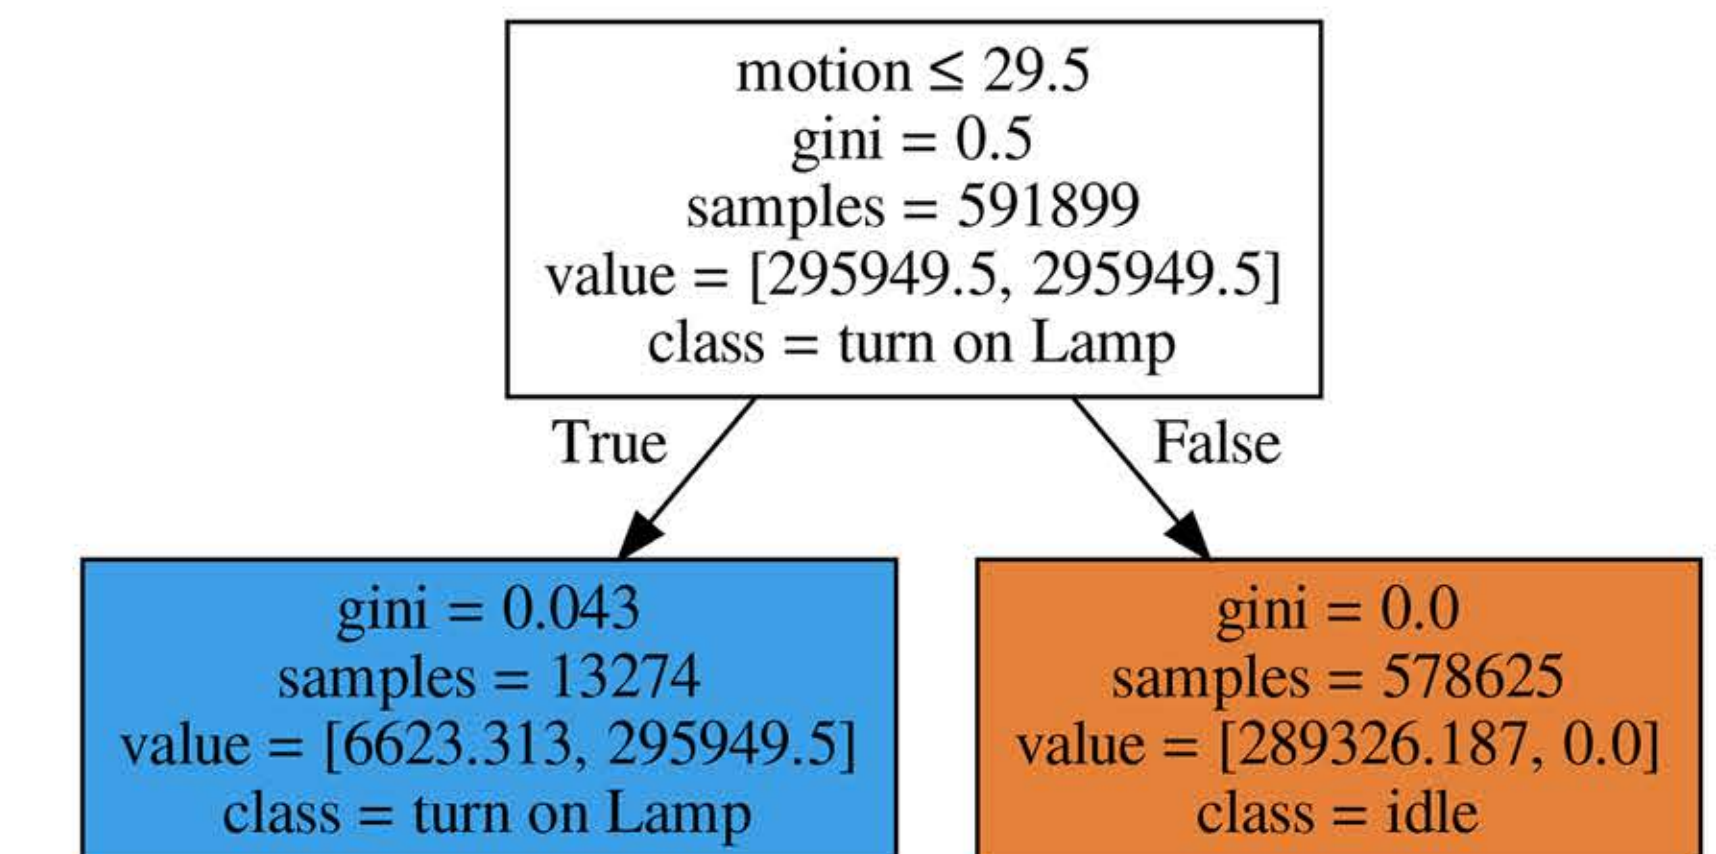 motion ≤ 29.5
gini = 0.5
samples = 591899
value = [295949.5, 295949.5]
class = turn on Lamp
True
False
gini = 0.043
samples = 13274
value = [6623.313, 295949.5]
class = turn on Lamp
gini = 0.0
samples = 578625
value = [289326.187, 0.0]
class = idle